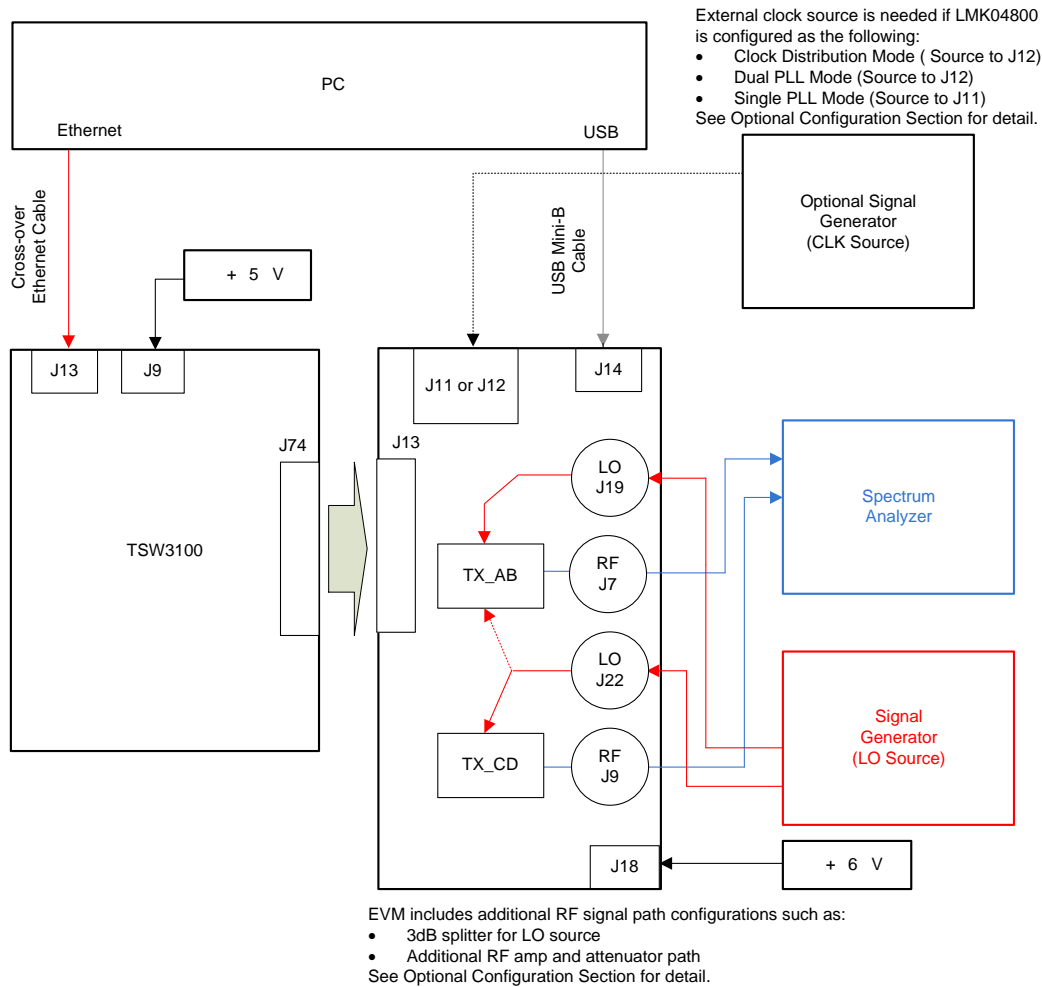 External clock source is needed if LMK04800
is configured as the following:
• Clock Distribution Mode ( Source to J12)
• Dual PLL Mode (Source to J12)
• Single PLL Mode (Source to J11)
See Optional Configuration Section for detail.
PC
Ethernet
USB
Cross-over
Ethernet Cable
USB Mini-B
Cable
Optional Signal
Generator
(CLK Source)
+ 5 V
J13
J9
J11 or J12
J14
J74
J13
TSW3100
LO
J19
TX_AB
RF
J7
LO
J22
TX_CD
RF
J9
Spectrum
Analyzer
Signal
Generator
(LO Source)
J18
+ 6 V
EVM includes additional RF signal path configurations such as:
• 3dB splitter for LO source
• Additional RF amp and attenuator path
See Optional Configuration Section for detail.